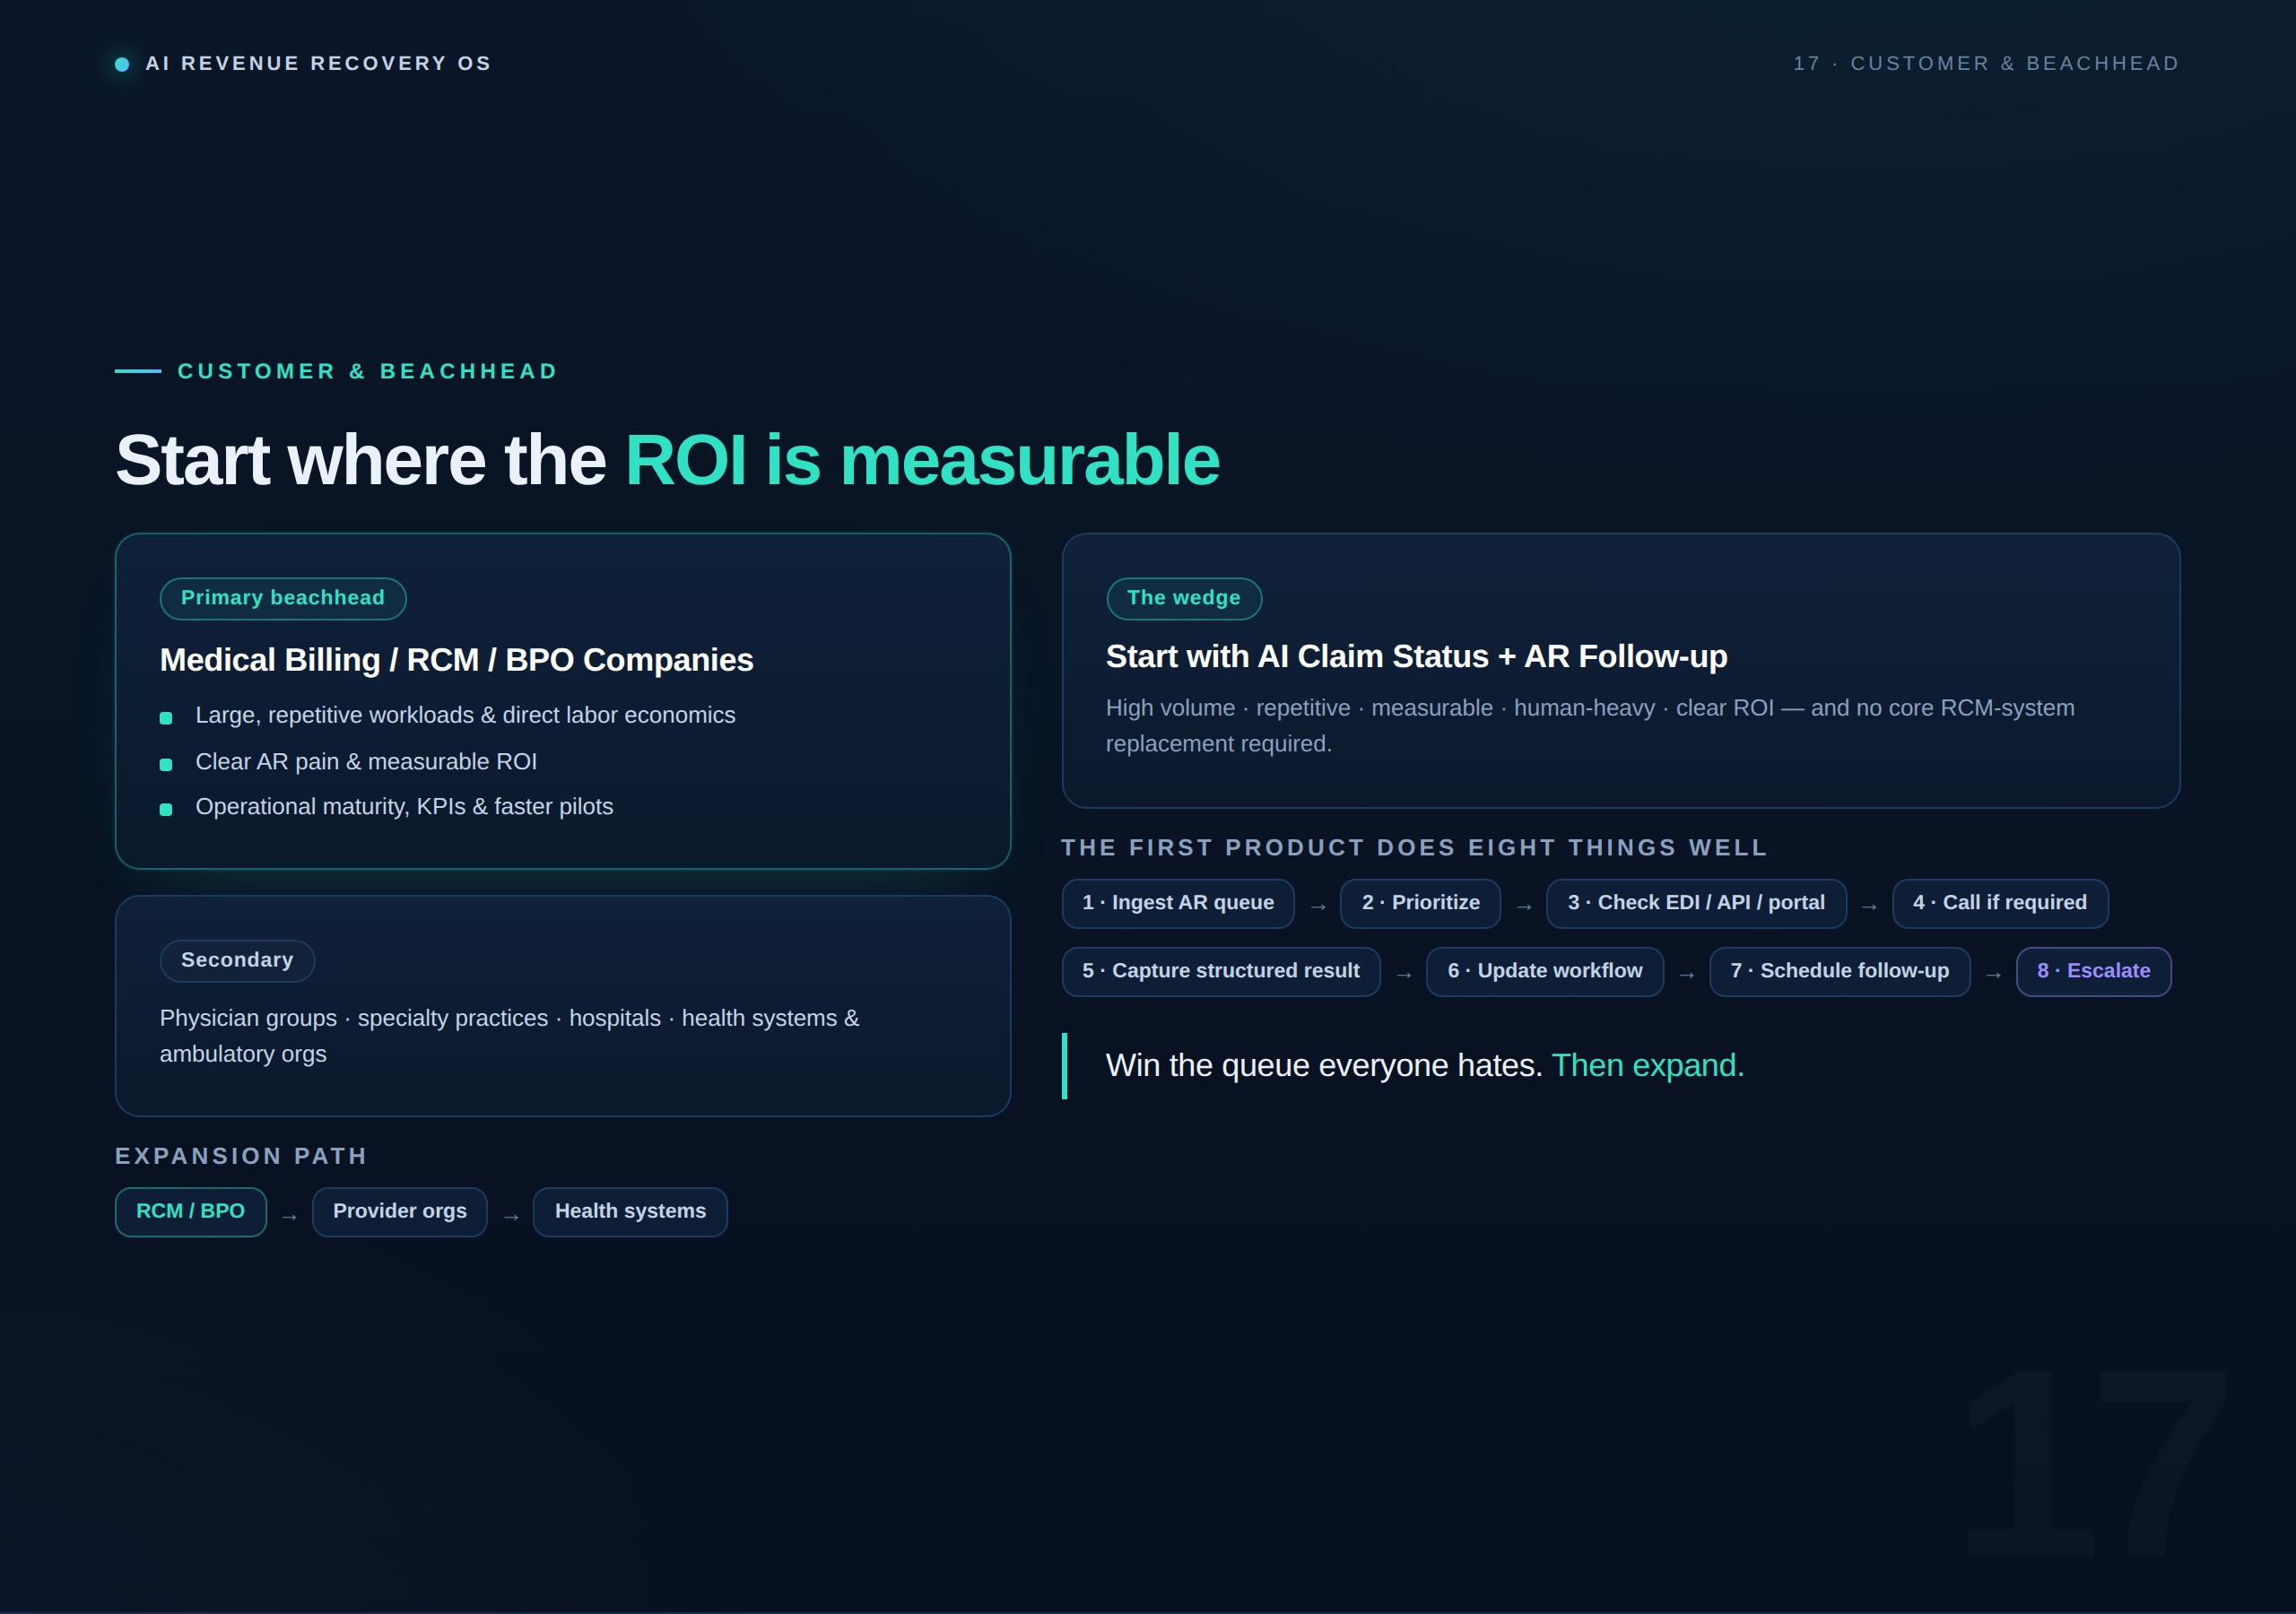 AI REVENUE RECOVERY OS
17 · CUSTOMER & BEACHHEAD
CUSTOMER & BEACHHEAD
Start where the ROI is measurable
Primary beachhead
Medical Billing / RCM / BPO Companies
Large, repetitive workloads & direct labor economics
Clear AR pain & measurable ROI
Operational maturity, KPIs & faster pilots
Secondary
Physician groups · specialty practices · hospitals · health systems &
ambulatory orgs
EXPANSION PATH
RCM / BPO → Provider orgs → Health systems
The wedge
Start with AI Claim Status + AR Follow-up
High volume · repetitive · measurable · human-heavy · clear ROI — and no core RCM-system
replacement required.
THE FIRST PRODUCT DOES EIGHT THINGS WELL
1 · Ingest AR queue → 2 · Prioritize → 3 · Check EDI / API / portal → 4 · Call if required
5 · Capture structured result → 6 · Update workflow → 7 · Schedule follow-up → 8 · Escalate
Win the queue everyone hates. Then expand.
17